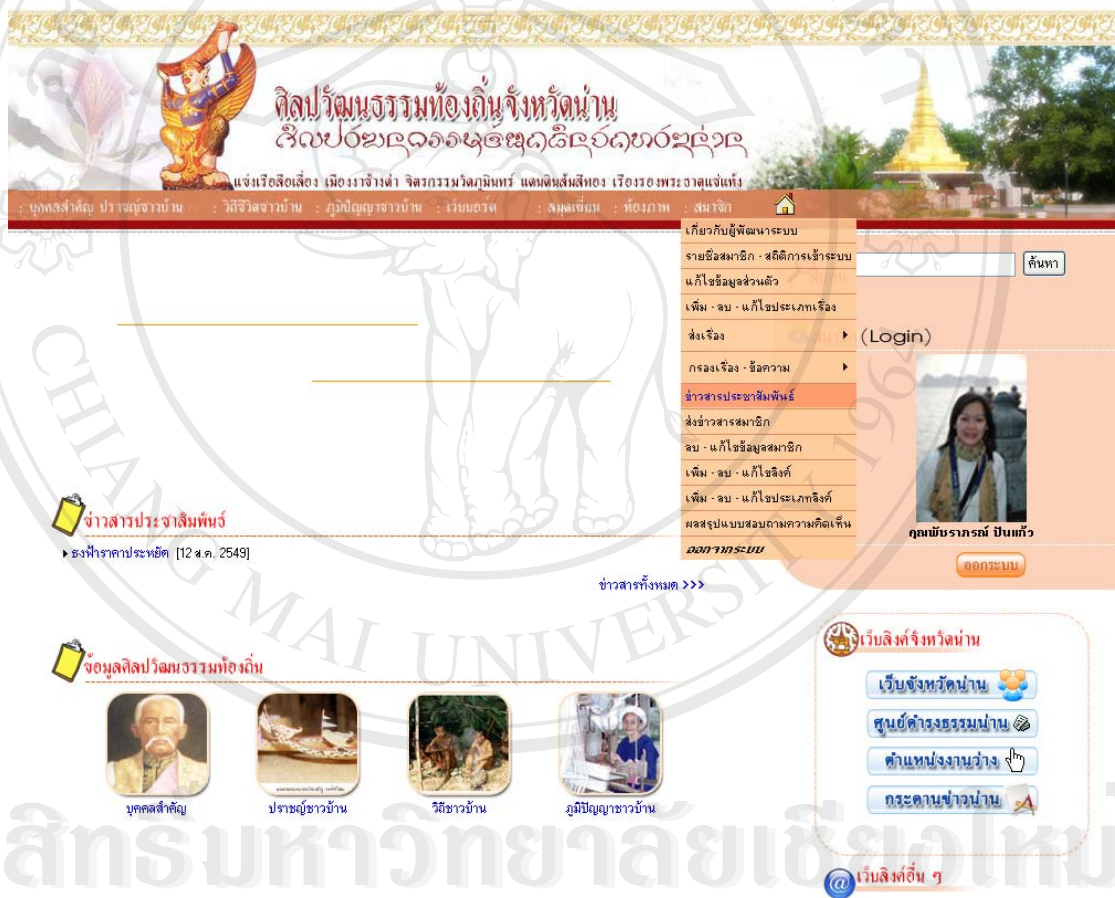 ศิลปวัฒนธรรมท้องถิ่นจังหวัดน่าน
แข่งเรือลือเลื่อง เมืองงาช้างดำ จิตรกรรมวัดภูมินทร์ แดนดินส้มสีทอง เรืองรองพระธาตุแช่แห้ง
: บุคคลสำคัญ ปราชญ์ชาวบ้าน : วิถีชีวิตชาวบ้าน : ภูมิปัญญาชาวบ้าน : เว็บบอร์ด : สมุดเยี่ยม : ห้องภาพ : สมาชิก
เกี่ยวกับผู้พัฒนาระบบ
รายชื่อสมาชิก - สถิติการเข้าระบบ
ค้นหา
แก้ไขข้อมูลส่วนตัว
เพิ่ม - ลบ - แก้ไขประเภทเรื่อง
ส่งเรื่อง
(Login)
กรองเรื่อง - ข้อความ
ข่าวสารประชาสัมพันธ์
ส่งข่าวสารสมาชิก
ลบ - แก้ไขข้อมูลสมาชิก
เพิ่ม - ลบ - แก้ไขลิงค์
เพิ่ม - ลบ - แก้ไขประเภทลิงค์
ผลสรุปแบบสอบถามความคิดเห็น
ออกจากระบบ
คุณพัชราภรณ์ ปันแก้ว
ออกระบบ
ข่าวสารประชาสัมพันธ์
ธงฟ้าราคาประหยัด [12 ส.ค. 2549]
ข่าวสารทั้งหมด >>>
ข้อมูลศิลปวัฒนธรรมท้องถิ่น
บุคคลสำคัญ
ปราชญ์ชาวบ้าน
วิถีชาวบ้าน
ภูมิปัญญาชาวบ้าน
เว็บลิงค์จังหวัดน่าน
เว็บจังหวัดน่าน
ศูนย์ดำรงธรรมน่าน
ตำแหน่งงานว่าง
กระดานข่าวน่าน
เว็บลิงค์อื่น ๆ
CHIANG MAI UNIVERSITY 1964
สิทธิมหาวิทยาลัยเชียงใหม่